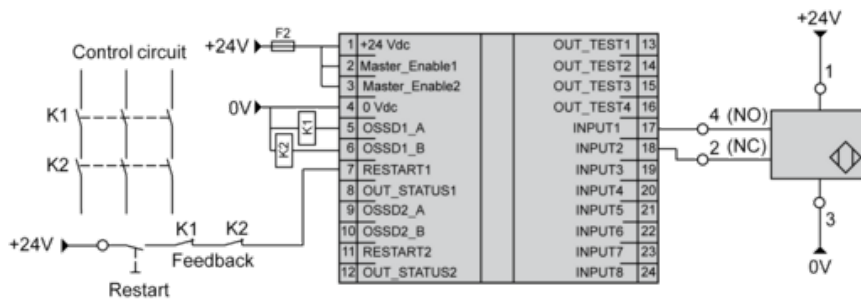 Control circuit
K1
K2
+24V
K1
K2
Feedback
Restart
+24V
F2
0V
K1
K2
1 +24 Vdc
2 Master_Enable1
3 Master_Enable2
4 0 Vdc
5 OSSD1_A
6 OSSD1_B
7 RESTART1
8 OUT_STATUS1
9 OSSD2_A
10 OSSD2_B
11 RESTART2
12 OUT_STATUS2
OUT_TEST1 13
OUT_TEST2 14
OUT_TEST3 15
OUT_TEST4 16
INPUT1 17
INPUT2 18
INPUT3 19
INPUT4 20
INPUT5 21
INPUT6 22
INPUT7 23
INPUT8 24
+24V
1
4 (NO)
2 (NC)
3
0V